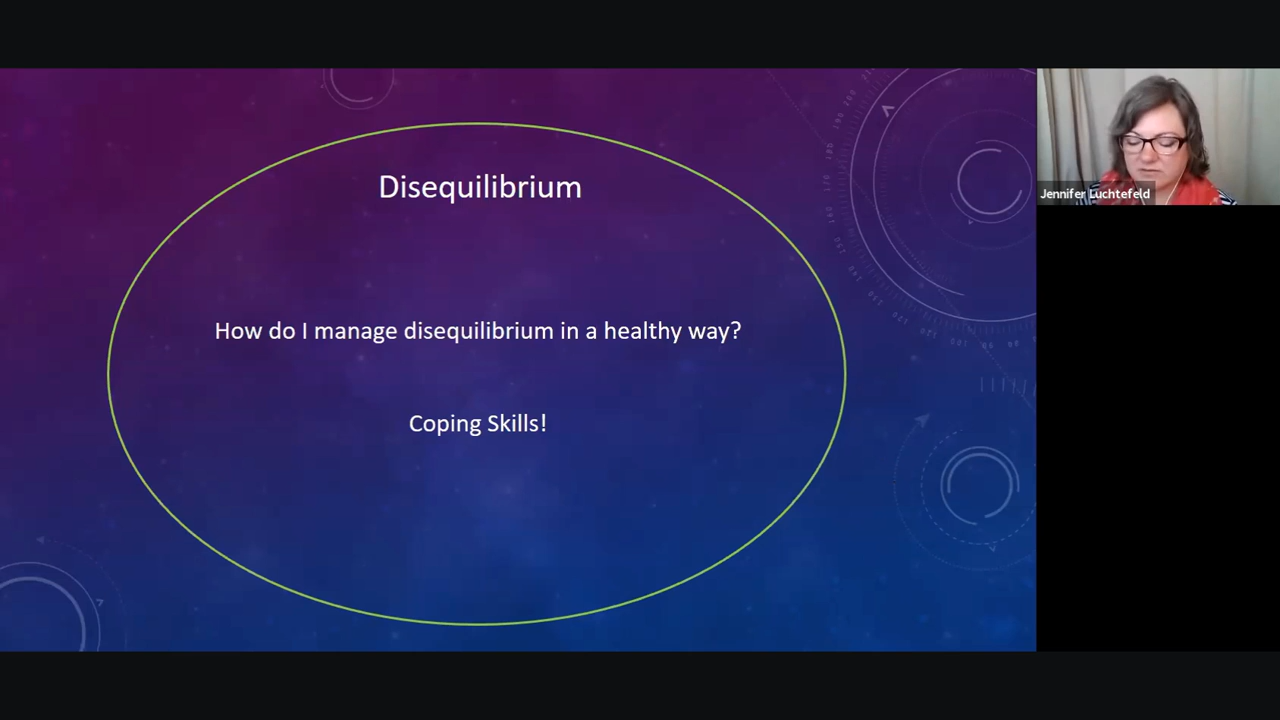 Disequilibrium
How do I manage disequilibrium in a healthy way?
Coping Skills!
Jennifer Luchtefeld